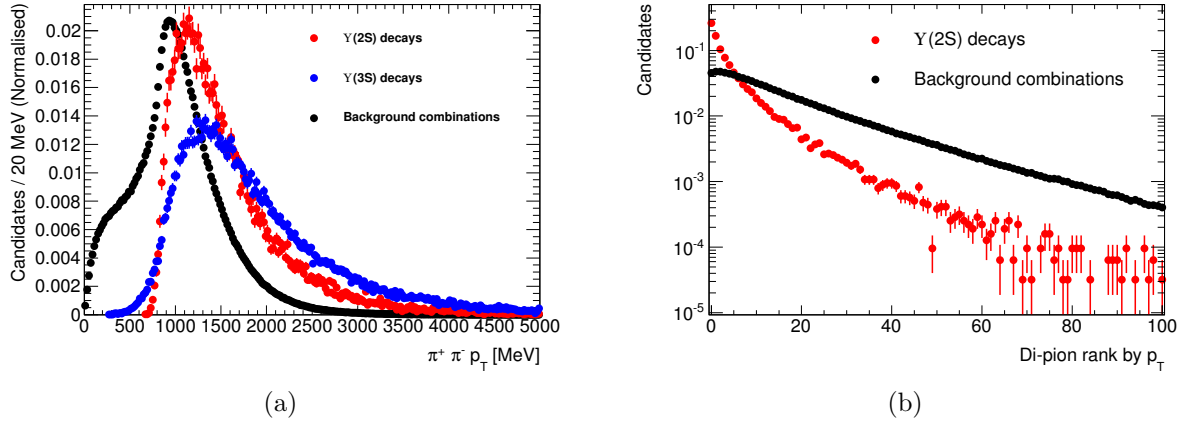 Candidates / 20 MeV (Normalised)
0.02
0.018
0.016
0.014
0.012
0.01
0.008
0.006
0.004
0.002
0
ϒ(2S) decays
ϒ(3S) decays
Background combinations
0 500 1000 1500 2000 2500 3000 3500 4000 4500 5000
π⁺ π⁻ p_T [MeV]
(a)
Candidates
10⁻¹
10⁻²
10⁻³
10⁻⁴
10⁻⁵
ϒ(2S) decays
Background combinations
0 20 40 60 80 100
Di-pion rank by p_T
(b)